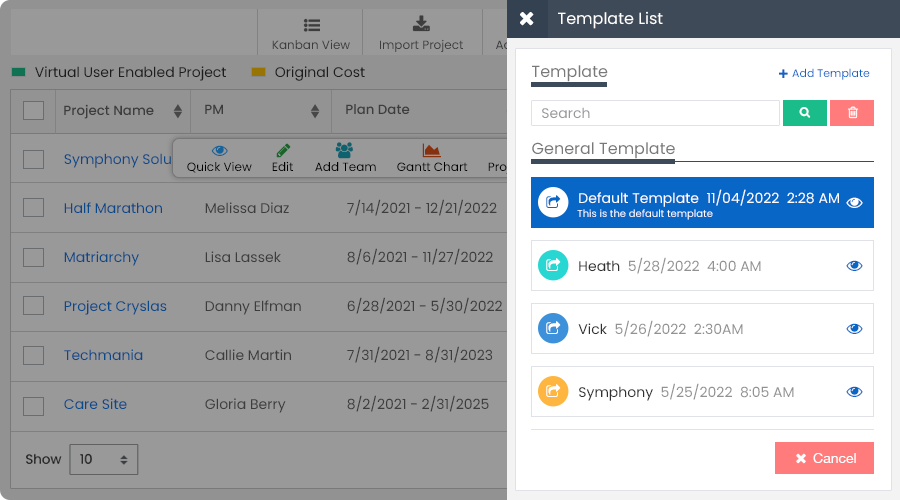 Kanban View
Import Project
Virtual User Enabled Project
Original Cost
Project Name
PM
Plan Date
Symphony Solu
Quick View
Edit
Add Team
Gantt Chart
Half Marathon
Melissa Diaz
7/14/2021 - 12/21/2022
Matriarchy
Lisa Lassek
8/6/2021 - 11/27/2022
Project Cryslas
Danny Elfman
6/28/2021 - 5/30/2022
Techmania
Callie Martin
7/31/2021 - 8/31/2023
Care Site
Gloria Berry
8/2/2021 - 2/31/2025
Show
10
Template List
Template
Add Template
Search
General Template
Default Template 11/04/2022 2:28 AM
This is the default template
Heath 5/28/2022 4:00 AM
Vick 5/26/2022 2:30AM
Symphony 5/25/2022 8:05 AM
Cancel